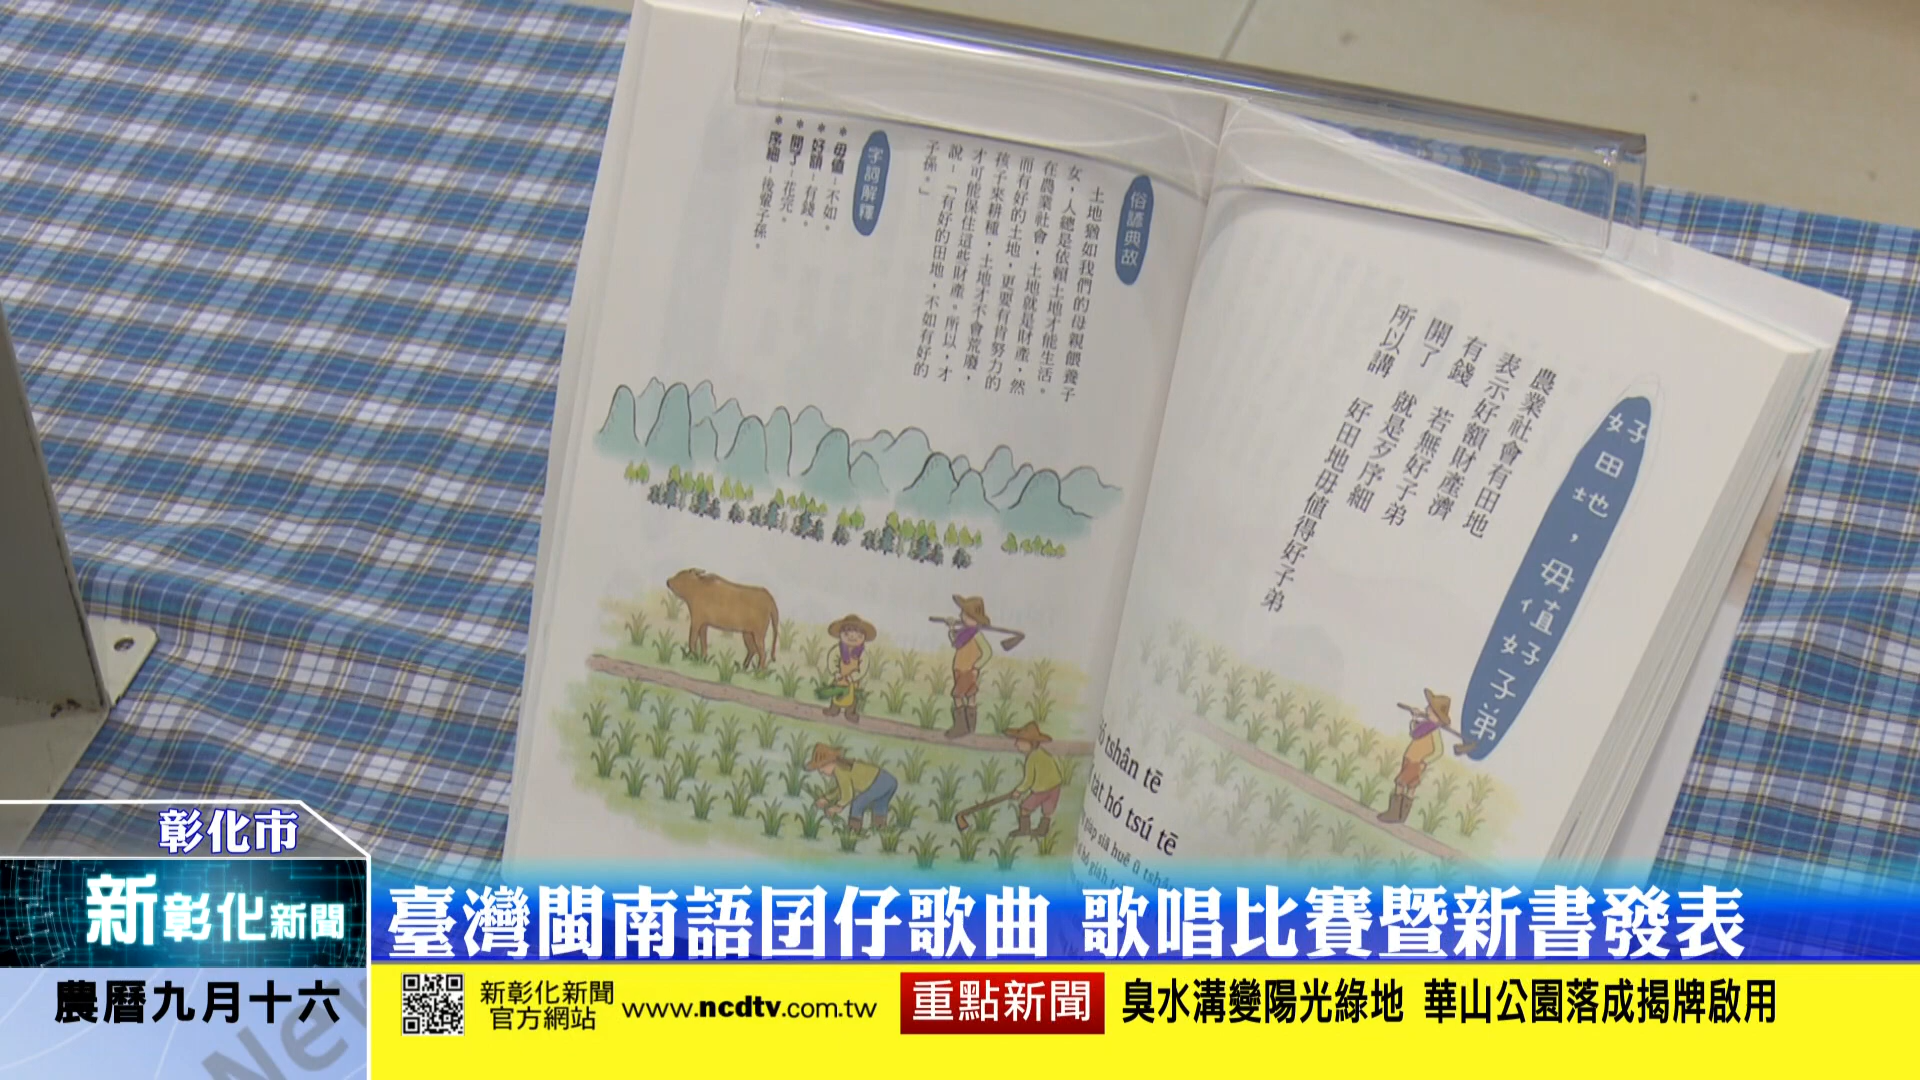 好田地，毋值好子弟
農業社會有田地
表示好額財產濟
有錢　若無好子弟
開了　就是歹序細
所以講　好田地毋值得好子弟
tshân tē
ta̍t hó tsú tē
俗諺典故
土地猶如我們的母親餵養子
女，人總是依賴土地才能生活。
在農業社會，土地就是財產，然
而有好的土地，更要有肯努力的
孩子來耕種，土地才不會荒廢，
才可能保住這些財產。所以，才
說：「有好的田地，不如有好的
子孫。」
字詞解釋
*毋值－不如。
*好額－有錢。
*開了－花完。
*序細－後輩子孫。
彰化市
新彰化新聞
臺灣閩南語囝仔歌曲 歌唱比賽暨新書發表
農曆九月十六
新彰化新聞
官方網站
www.ncdtv.com.tw
重點新聞
臭水溝變陽光綠地 華山公園落成揭牌啟用